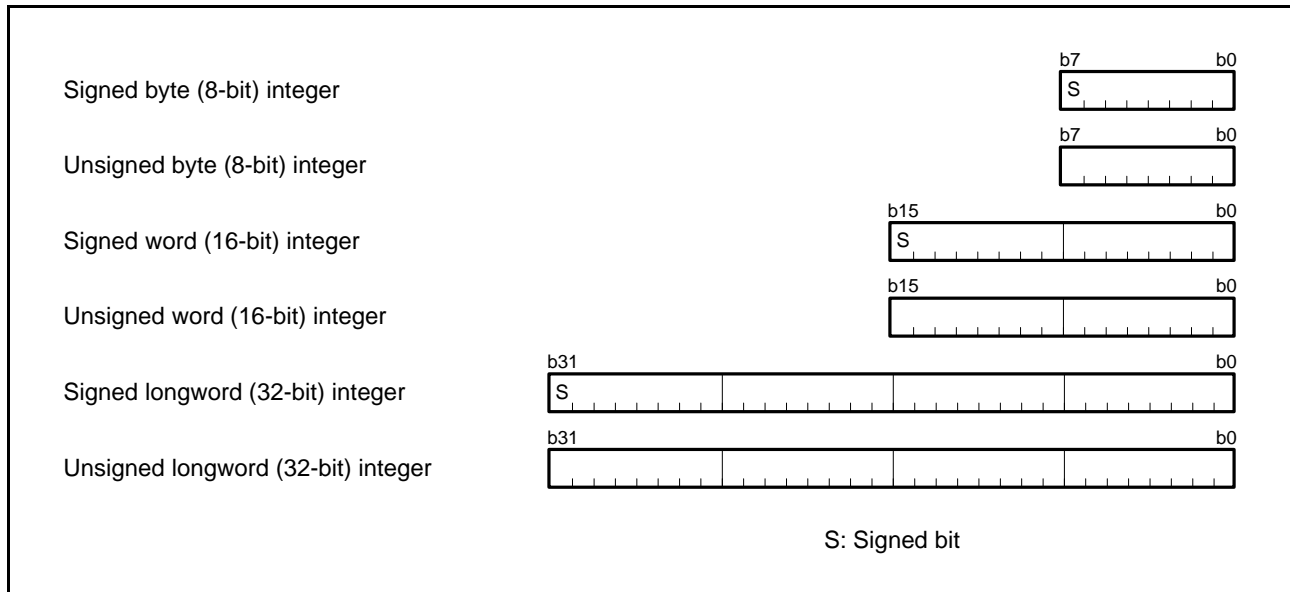 b7 b0
Signed byte (8-bit) integer
S
b7 b0
Unsigned byte (8-bit) integer
b15 b0
Signed word (16-bit) integer
S
b15 b0
Unsigned word (16-bit) integer
b31 b0
Signed longword (32-bit) integer
S
b31 b0
Unsigned longword (32-bit) integer
S: Signed bit